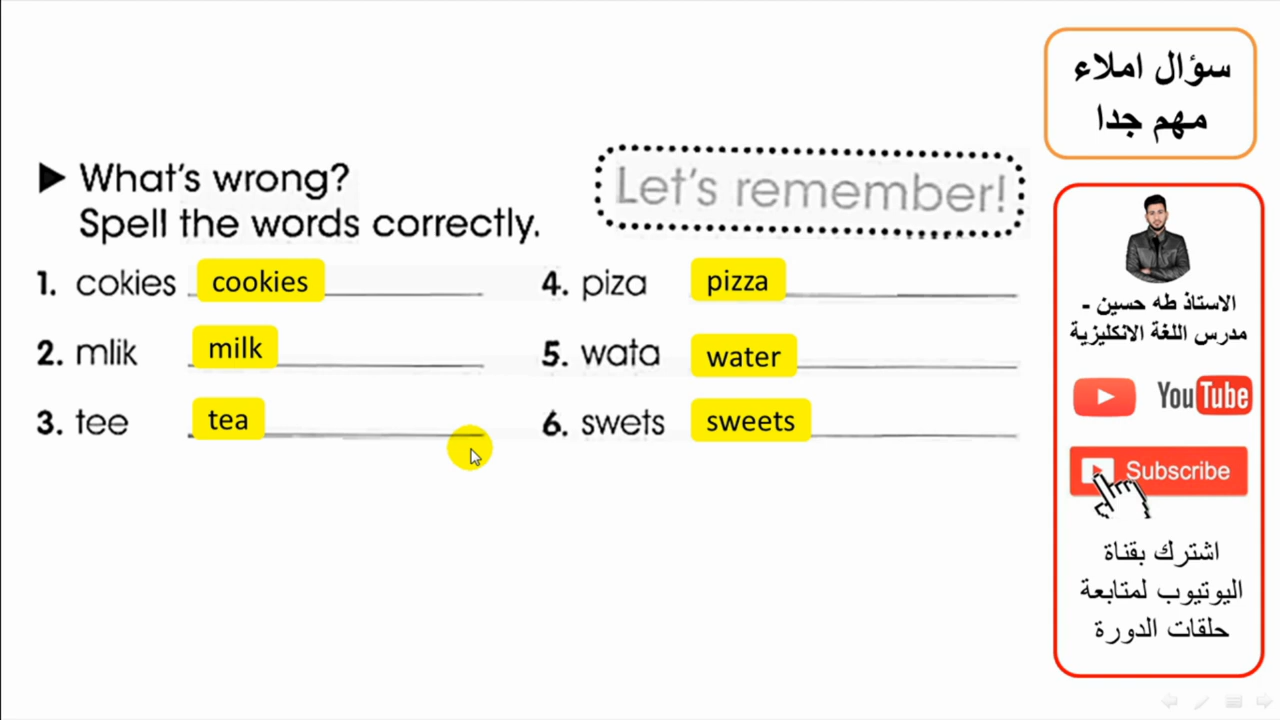 What's wrong?
Spell the words correctly.
Let's remember!
1. cokies cookies
2. mlik milk
3. tee tea
4. piza pizza
5. wata water
6. swets sweets
سؤال املاء
مهم جدا
الاستاذ طه حسين -
مدرس اللغة الانكليزية
YouTube
Subscribe
اشترك بقناة
اليوتيوب لمتابعة
حلقات الدورة